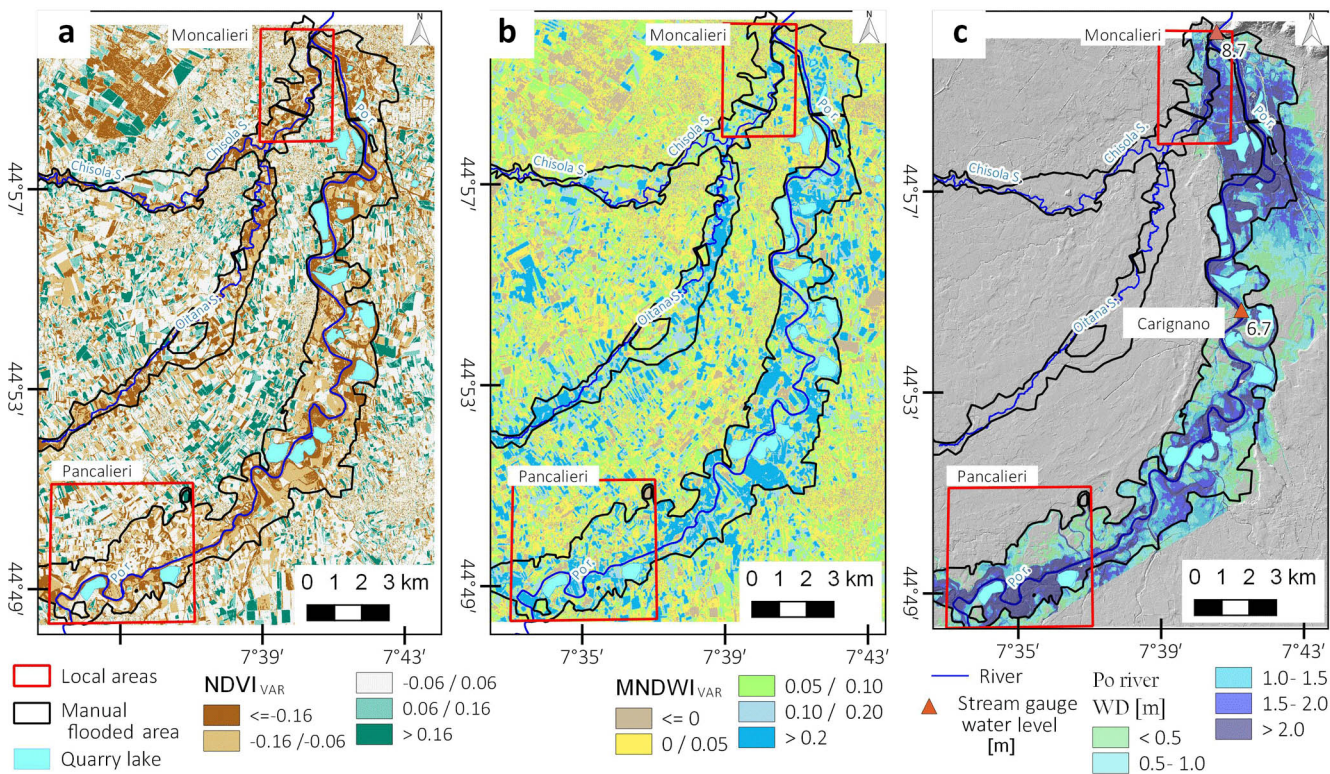 a
Moncalieri
N
Chisola S.
Chisola S.
Po r.
44°57′
Oitana S.
44°53′
Pancalieri
Po r.
44°49′
0 1 2 3 km
7°39′
7°43′
b
Moncalieri
N
Chisola S.
Chisola S.
Po r.
44°57′
Oitana S.
44°53′
Pancalieri
Po r.
44°49′
0 1 2 3 km
7°39′
7°43′
c
Moncalieri
N
8.7
Chisola S.
Chisola S.
Po r.
44°57′
Oitana S.
Carignano
6.7
44°53′
Pancalieri
Po r.
44°49′
0 1 2 3 km
7°35′
7°39′
7°43′
Local areas
Manual
flooded area
Quarry lake
NDVI VAR
<=-0.16
-0.16 /-0.06
-0.06 / 0.06
0.06 / 0.16
> 0.16
MNDWI VAR
<= 0
0 / 0.05
0.05 / 0.10
0.10 / 0.20
> 0.2
River
Stream gauge
water level
[m]
Po river
WD [m]
< 0.5
0.5- 1.0
1.0- 1.5
1.5- 2.0
> 2.0